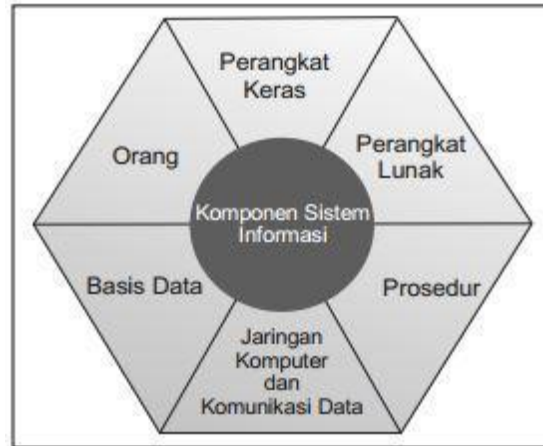 Perangkat
Keras
Perangkat
Lunak
Prosedur
Jaringan
Komputer
dan
Komunikasi Data
Basis Data
Orang
Komponen Sistem
Informasi